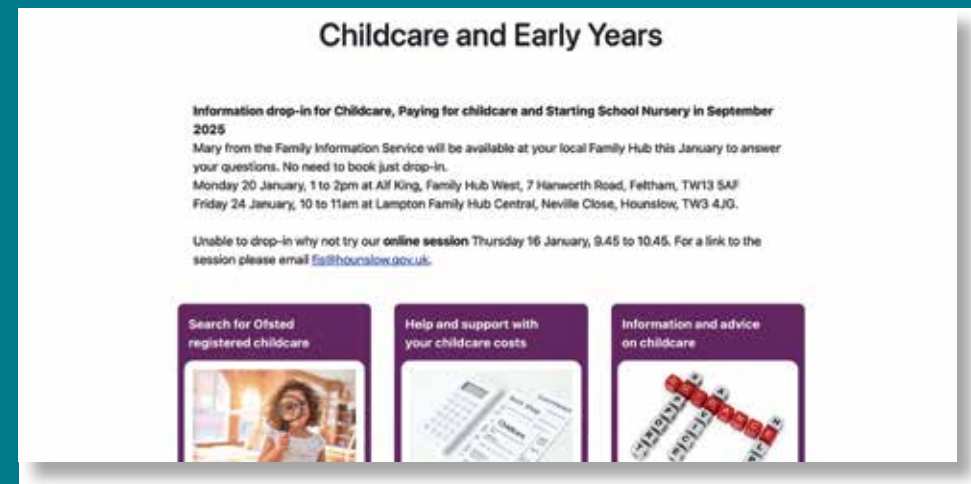 Childcare and Early Years
Information drop-in for Childcare, Paying for childcare and Starting School Nursery in September
2025
Mary from the Family Information Service will be available at your local Family Hub this January to answer
your questions. No need to book just drop-in.
Monday 20 January, 1 to 2pm at Alf King, Family Hub West, 7 Hanworth Road, Feltham, TW13 5AF
Friday 24 January, 10 to 11am at Lampton Family Hub Central, Neville Close, Hounslow, TW3 4JG.
Unable to drop-in why not try our online session Thursday 16 January, 9.45 to 10.45. For a link to the
session please email fis@hounslow.gov.uk.
Search for Ofsted
registered childcare
Help and support with
your childcare costs
Information and advice
on childcare
Childcare